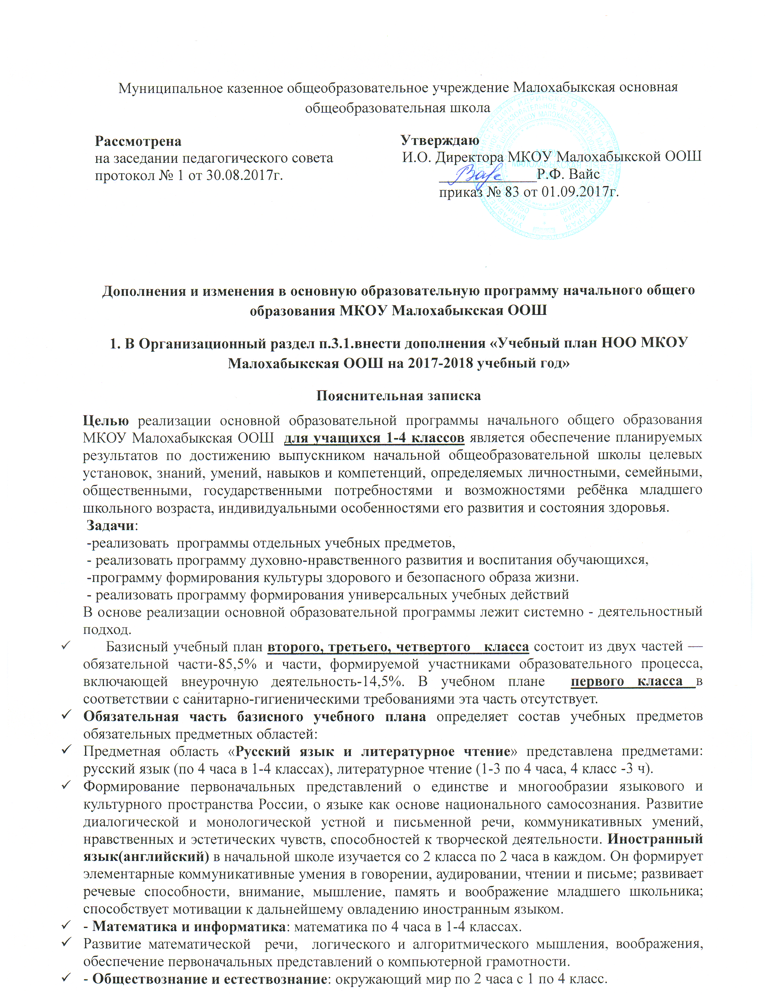 Муниципальное казенное общеобразовательное учреждение Малохабыкская основная
общеобразовательная школа
Рассмотрена
на заседании педагогического совета
протокол № 1 от 30.08.2017г.
Утверждаю
И.О. Директора МКОУ Малохабыкской ООШ
Р.Ф. Вайс
приказ № 83 от 01.09.2017г.
МКОУ
МАЛОХАБЫКСКАЯ
Дополнения и изменения в основную образовательную программу начального общего
образования МКОУ Малохабыкская ООШ
1. В Организационный раздел п.3.1.внести дополнения «Учебный план НОО МКОУ
Малохабыкская ООШ на 2017-2018 учебный год»
Пояснительная записка
Целью реализации основной образовательной программы начального общего образования
МКОУ Малохабыкская ООШ для учащихся 1-4 классов является обеспечение планируемых
результатов по достижению выпускником начальной общеобразовательной школы целевых
установок, знаний, умений, навыков и компетенций, определяемых личностными, семейными,
общественными, государственными потребностями и возможностями ребёнка младшего
школьного возраста, индивидуальными особенностями его развития и состояния здоровья.
Задачи:
-реализовать программы отдельных учебных предметов,
- реализовать программу духовно-нравственного развития и воспитания обучающихся,
-программу формирования культуры здорового и безопасного образа жизни.
- реализовать программу формирования универсальных учебных действий
В основе реализации основной образовательной программы лежит системно - деятельностный
подход.
✓ Базисный учебный план второго, третьего, четвертого класса состоит из двух частей —
обязательной части-85,5% и части, формируемой участниками образовательного процесса,
включающей внеурочную деятельность-14,5%. В учебном плане первого класса в
соответствии с санитарно-гигиеническими требованиями эта часть отсутствует.
✓ Обязательная часть базисного учебного плана определяет состав учебных предметов
обязательных предметных областей:
✓ Предметная область «Русский язык и литературное чтение» представлена предметами:
русский язык (по 4 часа в 1-4 классах), литературное чтение (1-3 по 4 часа, 4 класс -3 ч).
✓ Формирование первоначальных представлений о единстве и многообразии языкового и
культурного пространства России, о языке как основе национального самосознания. Развитие
диалогической и монологической устной и письменной речи, коммуникативных умений,
нравственных и эстетических чувств, способностей к творческой деятельности. Иностранный
язык(английский) в начальной школе изучается со 2 класса по 2 часа в каждом. Он формирует
элементарные коммуникативные умения в говорении, аудировании, чтении и письме; развивает
речевые способности, внимание, мышление, память и воображение младшего школьника;
способствует мотивации к дальнейшему овладению иностранным языком.
✓ - Математика и информатика: математика по 4 часа в 1-4 классах.
✓ Развитие математической речи, логического и алгоритмического мышления, воображения,
обеспечение первоначальных представлений о компьютерной грамотности.
✓ - Обществознание и естествознание: окружающий мир по 2 часа с 1 по 4 класс.